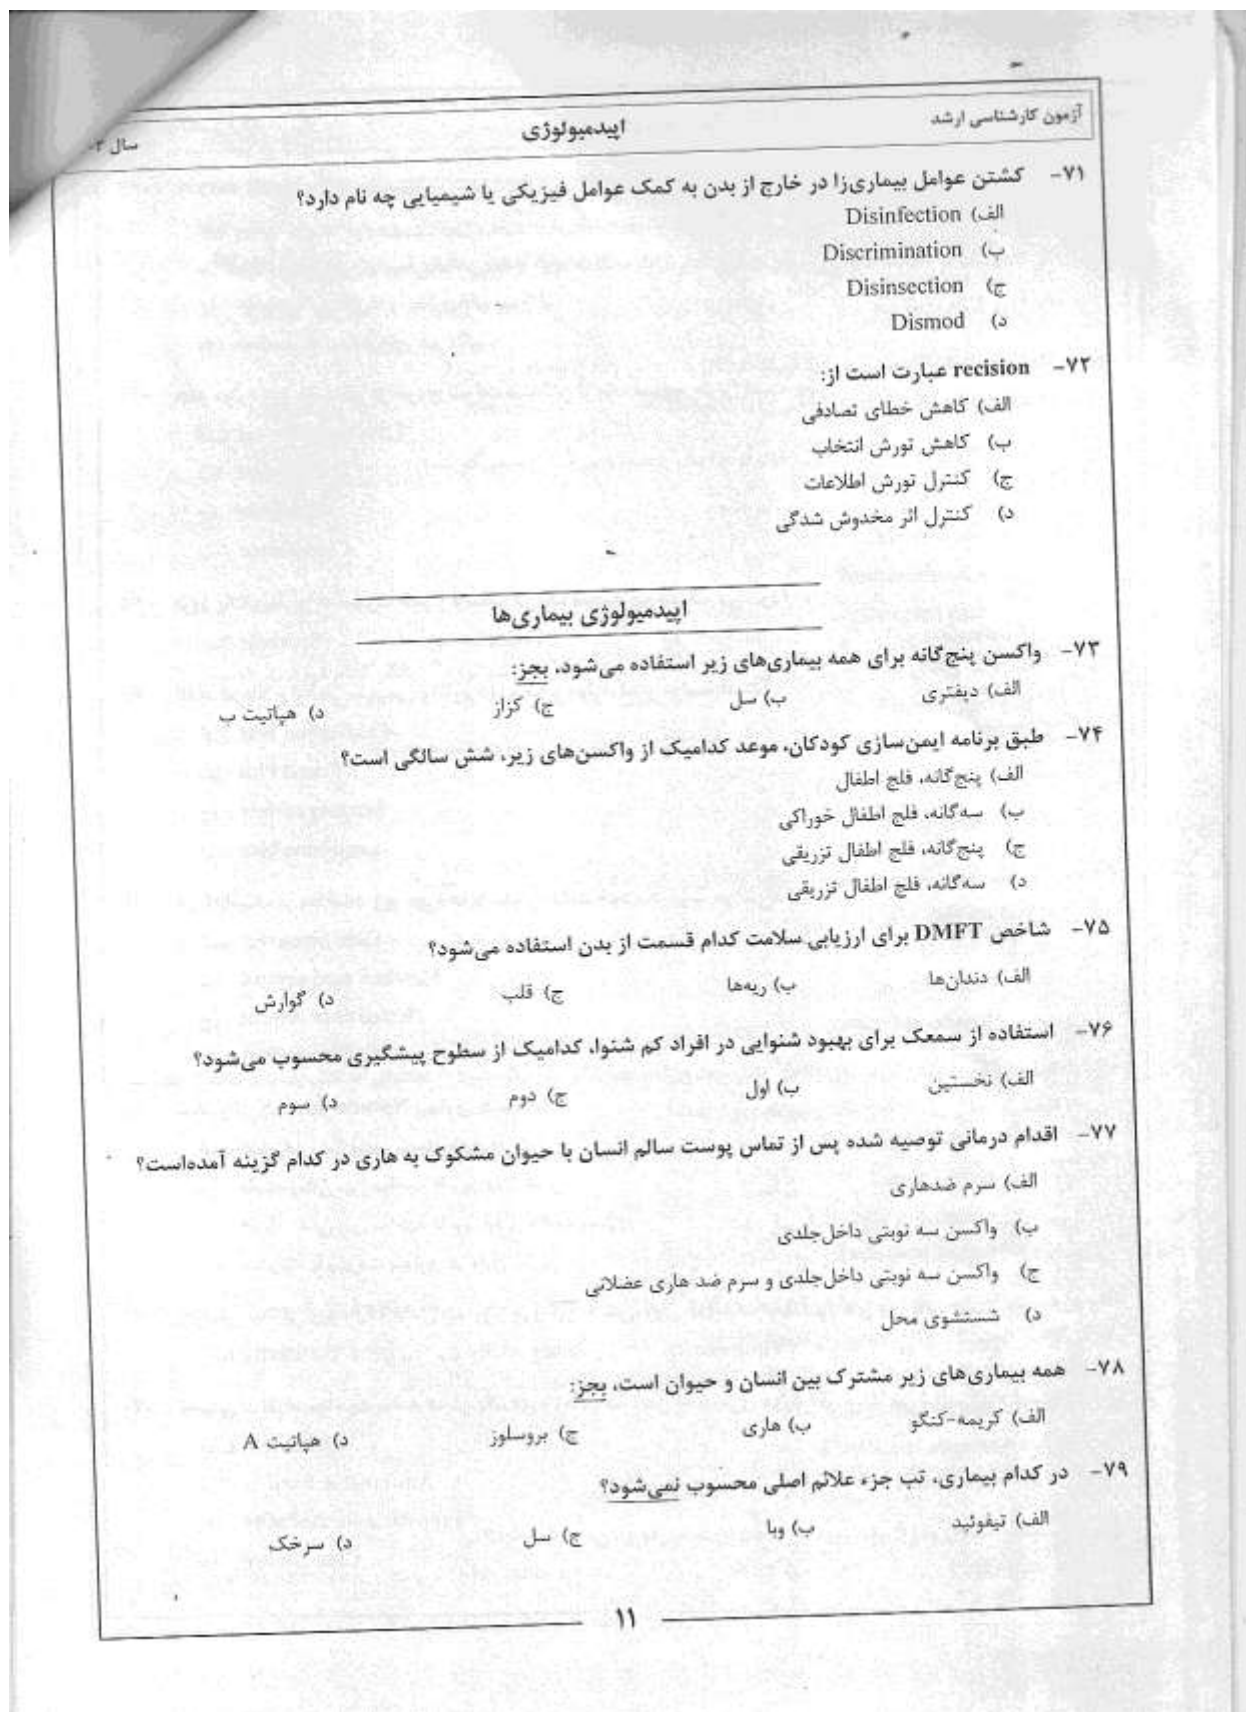 آزمون کارشناسی ارشد
اپیدمیولوژی
سال
۷۱- کشتن عوامل بیماری‌زا در خارج از بدن به کمک عوامل فیزیکی یا شیمیایی چه نام دارد؟
الف) Disinfection
ب) Discrimination
ج) Disinsection
د) Dismod
۷۲- recision عبارت است از:
الف) کاهش خطای تصادفی
ب) کاهش تورش انتخاب
ج) کنترل تورش اطلاعات
د) کنترل اثر مخدوش شدگی
اپیدمیولوژی بیماری‌ها
۷۳- واکسن پنج‌گانه برای همه بیماری‌های زیر استفاده می‌شود، بجز:
الف) دیفتری ب) سل ج) کزاز د) هپاتیت ب
۷۴- طبق برنامه ایمن‌سازی کودکان، موعد کدامیک از واکسن‌های زیر، شش سالگی است؟
الف) پنج‌گانه، فلج اطفال
ب) سه‌گانه، فلج اطفال خوراکی
ج) پنج‌گانه، فلج اطفال تزریقی
د) سه‌گانه، فلج اطفال تزریقی
۷۵- شاخص DMFT برای ارزیابی سلامت کدام قسمت از بدن استفاده می‌شود؟
الف) دندان‌ها ب) ریه‌ها ج) قلب د) گوارش
۷۶- استفاده از سمعک برای بهبود شنوایی در افراد کم شنوا، کدامیک از سطوح پیشگیری محسوب می‌شود؟
الف) نخستین ب) اول ج) دوم د) سوم
۷۷- اقدام درمانی توصیه شده پس از تماس پوست سالم انسان با حیوان مشکوک به هاری در کدام گزینه آمده‌است؟
الف) سرم ضدهاری
ب) واکسن سه نوبتی داخل‌جلدی
ج) واکسن سه نوبتی داخل‌جلدی و سرم ضد هاری عضلانی
د) شستشوی محل
۷۸- همه بیماری‌های زیر مشترک بین انسان و حیوان است، بجز:
الف) کریمه-کنگو ب) هاری ج) بروسلوز د) هپاتیت A
۷۹- در کدام بیماری، تب جزء علائم اصلی محسوب نمی‌شود؟
الف) تیفوئید ب) وبا ج) سل د) سرخک
۱۱